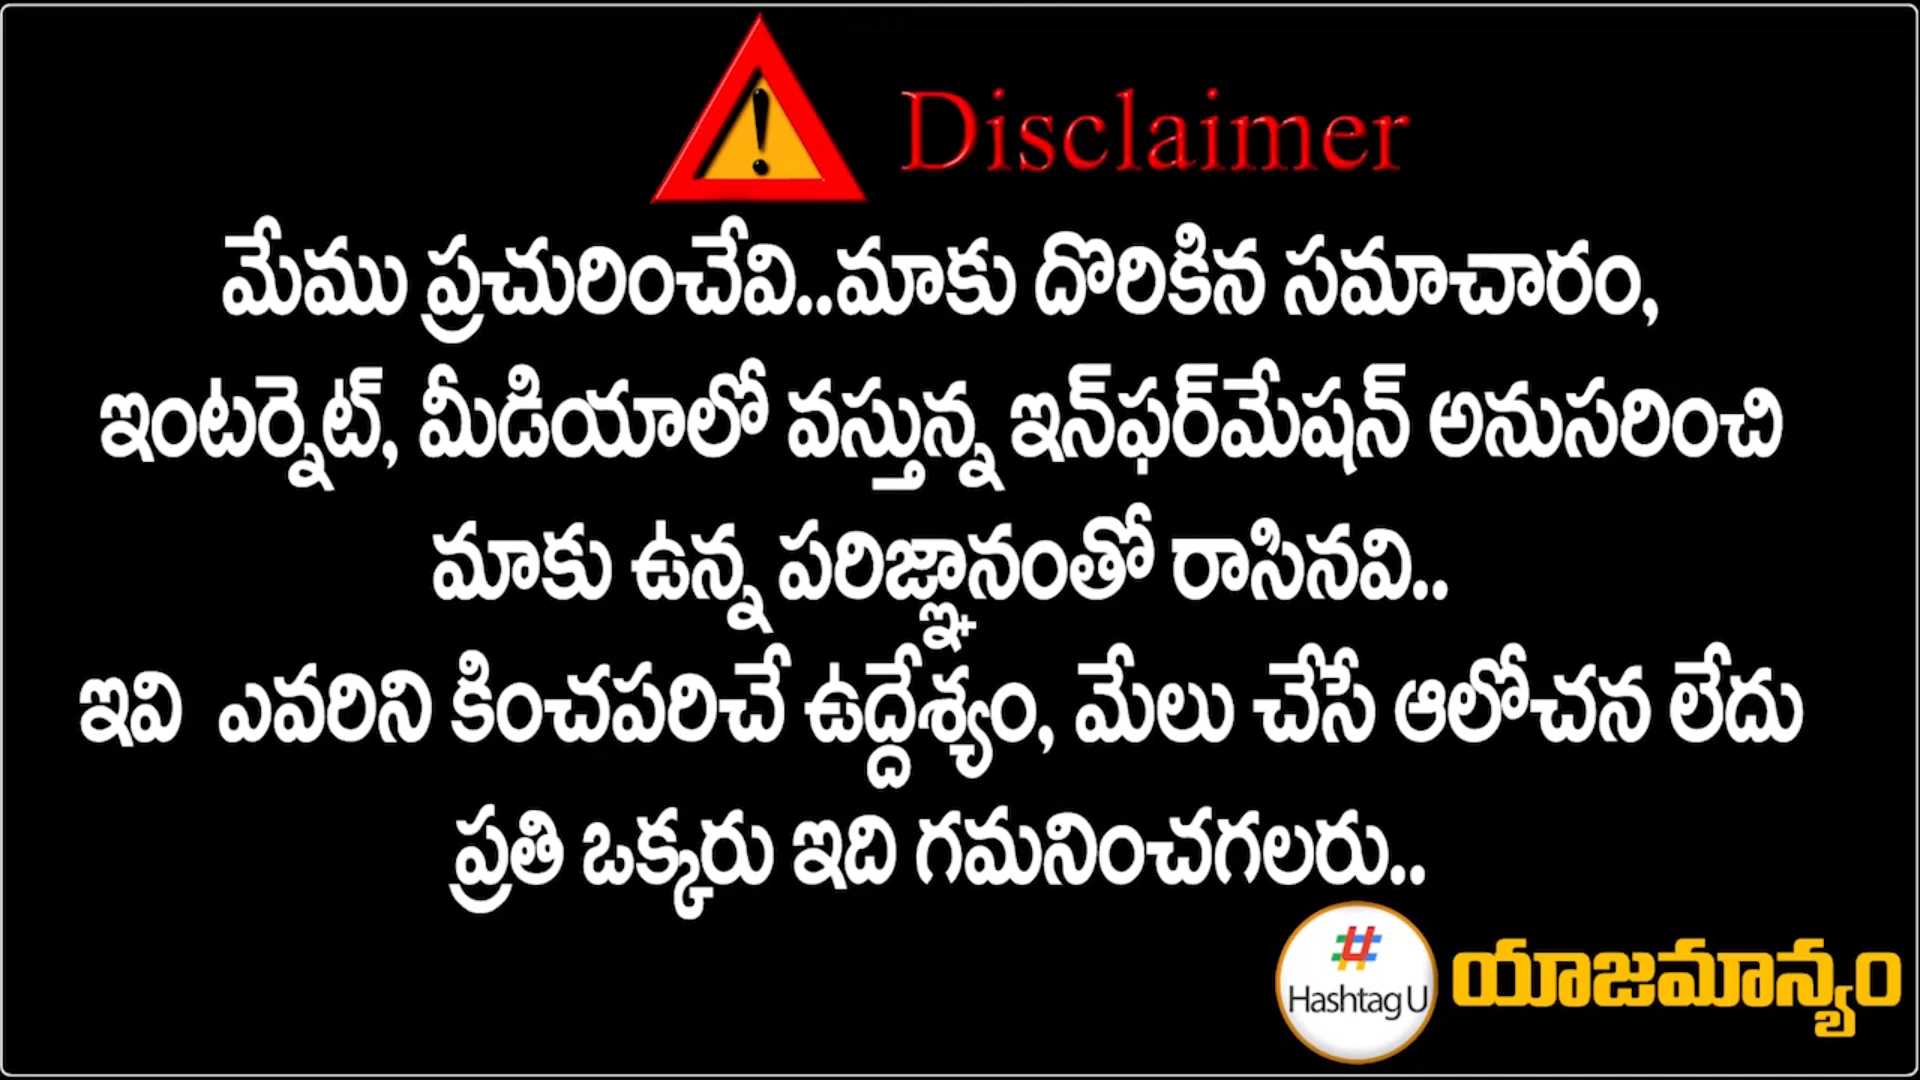 Disclaimer
మేము ప్రచురించేవి..మాకు దొరికిన సమాచారం,
ఇంటర్నెట్, మీడియాలో వస్తున్న ఇన్‌ఫర్‌మేషన్ అనుసరించి
మాకు ఉన్న పరిజ్ఞానంతో రాసినవి..
ఇవి ఎవరిని కించపరిచే ఉద్దేశ్యం, మేలు చేసే ఆలోచన లేదు
ప్రతి ఒక్కరు ఇది గమనించగలరు..
Hashtag U
యాజమాన్యం